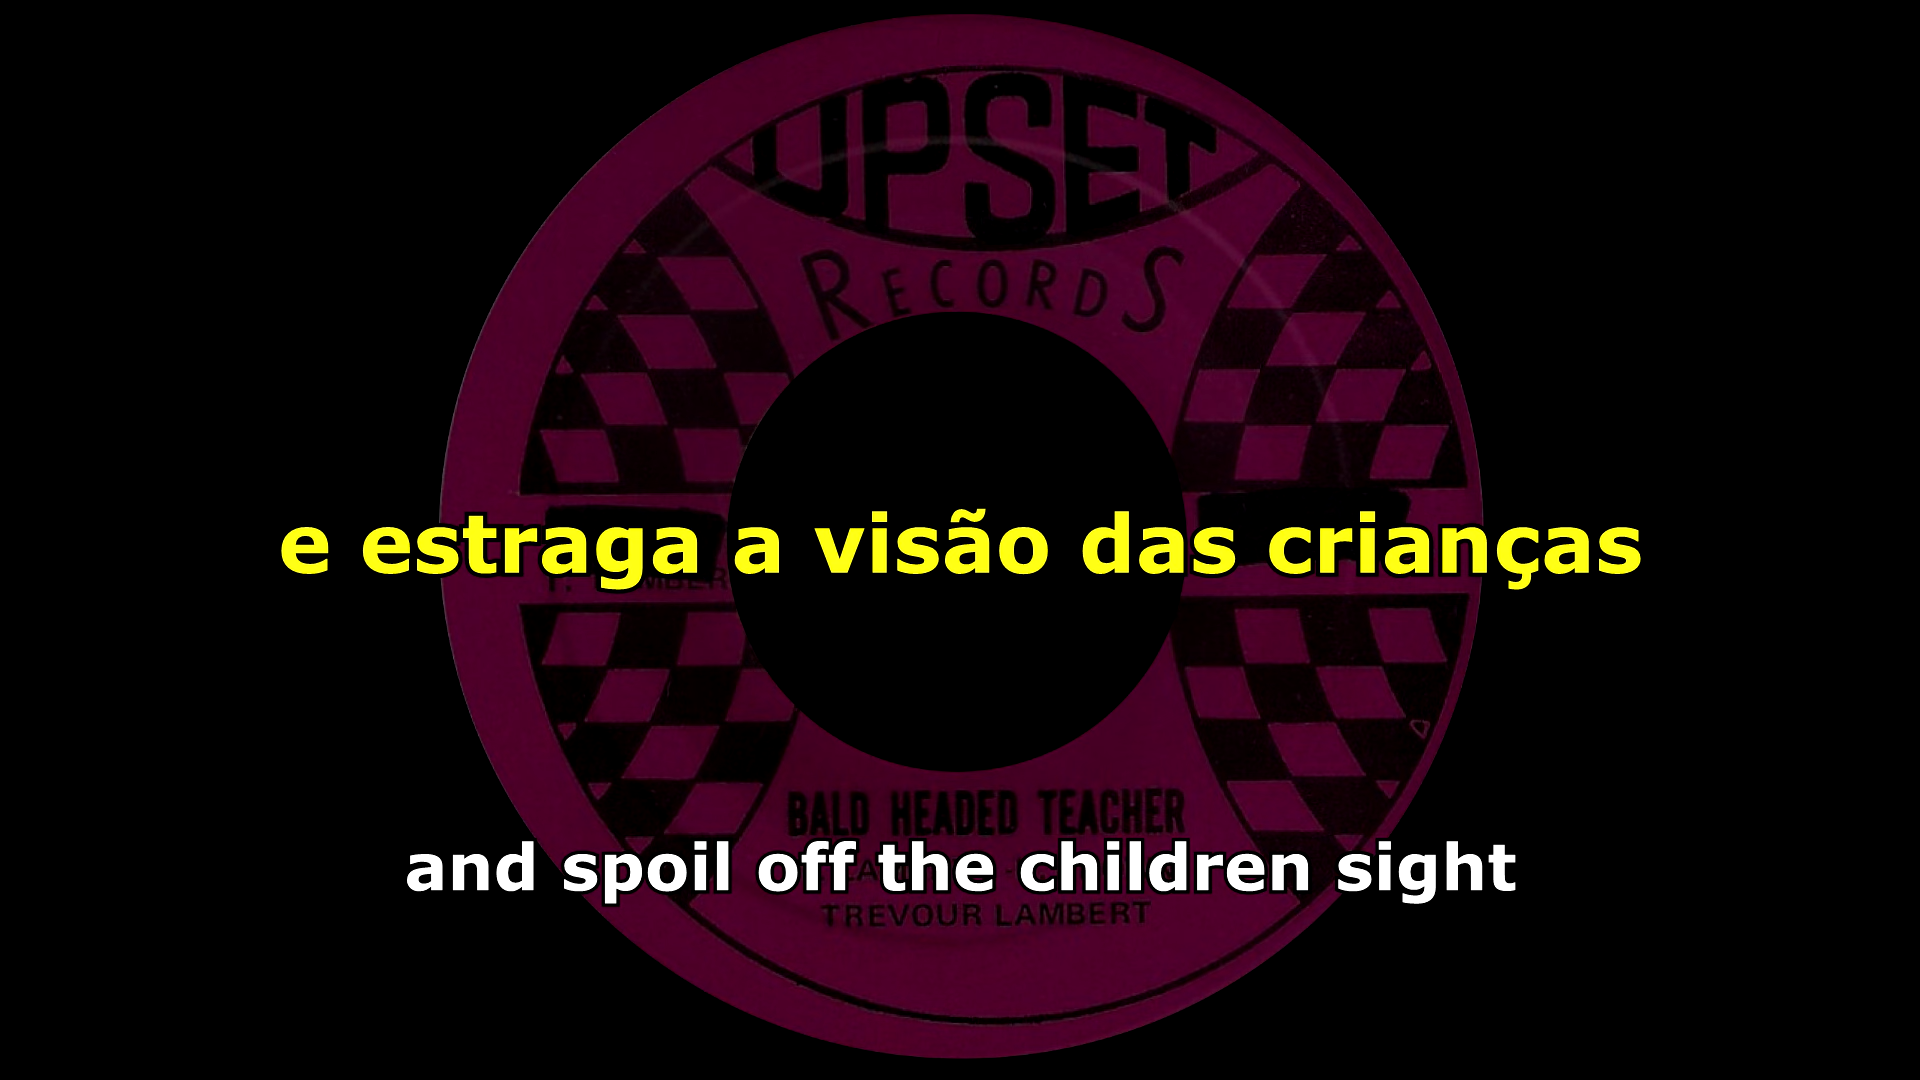 UPSET
RECORDS
e estraga a visão das crianças
BALD HEADED TEACHER
and spoil off the children sight
TREVOUR LAMBERT